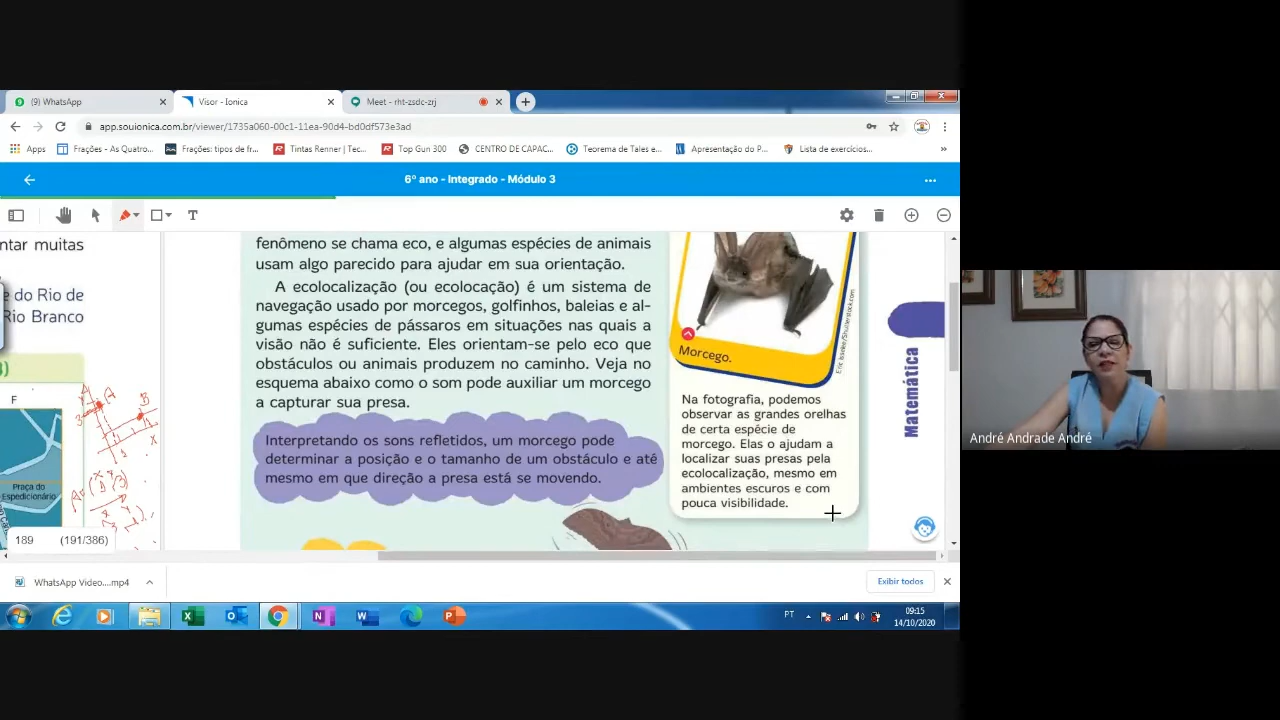 (9) WhatsApp
Visor - Ionica
Meet - rht-zsdc-zrj
app.souionica.com.br/viewer/1735a060-00c1-11ea-90d4-bd0df573e3ad
Apps
Frações - As Quatro...
Frações: tipos de fr...
Tintas Renner | Tec...
Top Gun 300
CENTRO DE CAPAC...
Teorema de Tales e...
Apresentação do P...
Lista de exercícios...
»
6º ano - Integrado - Módulo 3
T
ntar muitas
e do Rio de
Rio Branco
F
Praça do
Espedicionário
A
B
3
x
fenômeno se chama eco, e algumas espécies de animais
usam algo parecido para ajudar em sua orientação.
A ecolocalização (ou ecolocação) é um sistema de
navegação usado por morcegos, golfinhos, baleias e al-
gumas espécies de pássaros em situações nas quais a
visão não é suficiente. Eles orientam-se pelo eco que
obstáculos ou animais produzem no caminho. Veja no
esquema abaixo como o som pode auxiliar um morcego
a capturar sua presa.
Interpretando os sons refletidos, um morcego pode
determinar a posição e o tamanho de um obstáculo e até
mesmo em que direção a presa está se movendo.
Morcego.
Eric Isselee/Shutterstock.com
Na fotografia, podemos
observar as grandes orelhas
de certa espécie de
morcego. Elas o ajudam a
localizar suas presas pela
ecolocalização, mesmo em
ambientes escuros e com
pouca visibilidade.
Matemática
189 (191/386)
WhatsApp Video....mp4
Exibir todos
PT
09:15
14/10/2020
André Andrade André